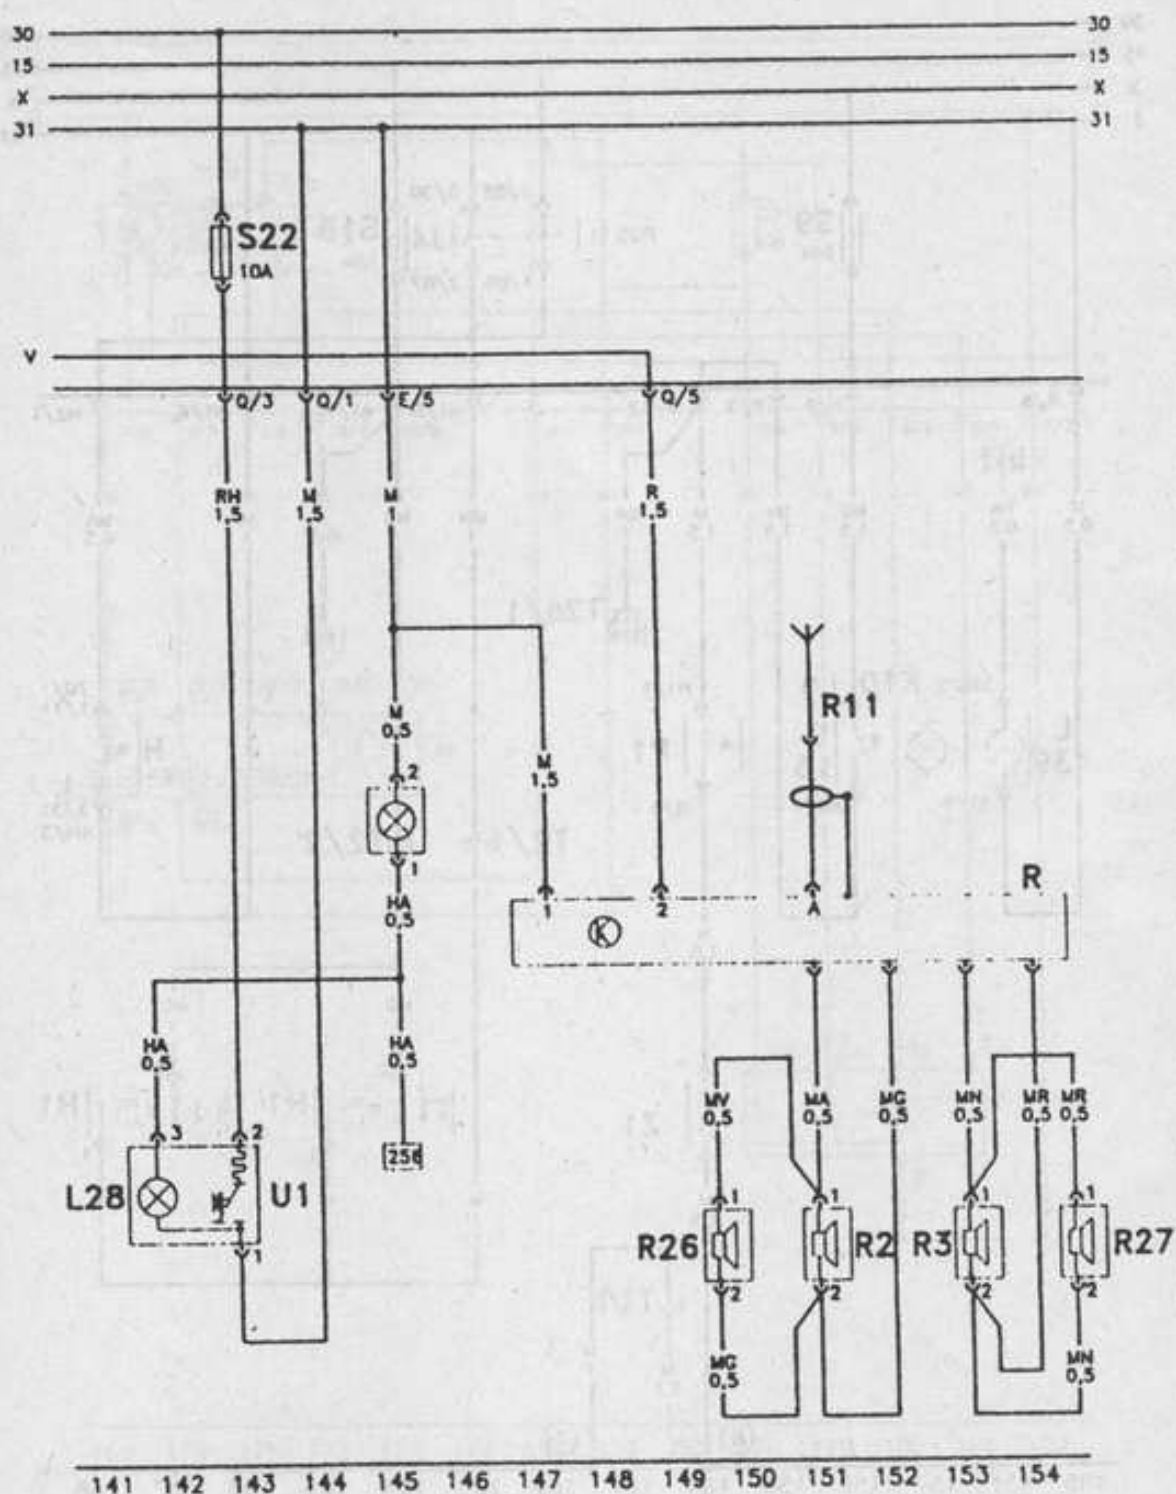 30 30
15 15
X X
31 31
S22
10A
V
Q/3 Q/1 E/5 Q/5
RH
1,5
M
1,5
M
1
R
1,5
R11
M
0,5
M
1,5
2
1
HA
0,5
R
1 2 A
K
HA
0,5
HA
0,5
MV
0,5
MA
0,5
MG
0,5
MN
0,5
MR
0,5
MR
0,5
3 2
L28 U1
1
1 1 1 1
R26 R2 R3 R27
2 2 2 2
MG
0,5
MN
0,5
141 142 143 144 145 146 147 148 149 150 151 152 153 154